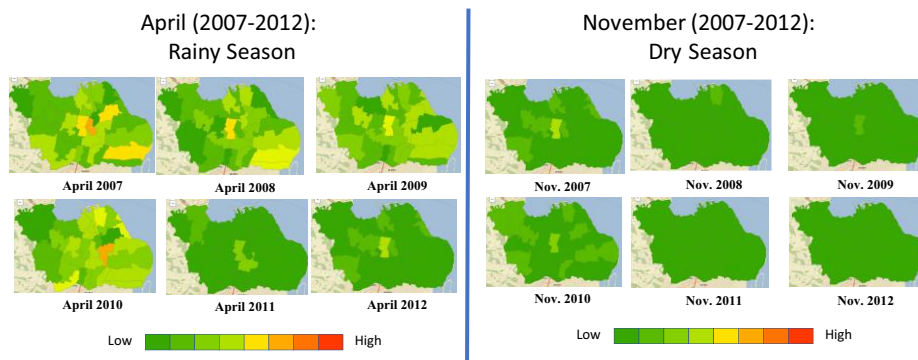 April (2007-2012):
Rainy Season
April 2007
April 2008
April 2009
April 2010
April 2011
April 2012
Low
High
November (2007-2012):
Dry Season
Nov. 2007
Nov. 2008
Nov. 2009
Nov. 2010
Nov. 2011
Nov. 2012
Low
High